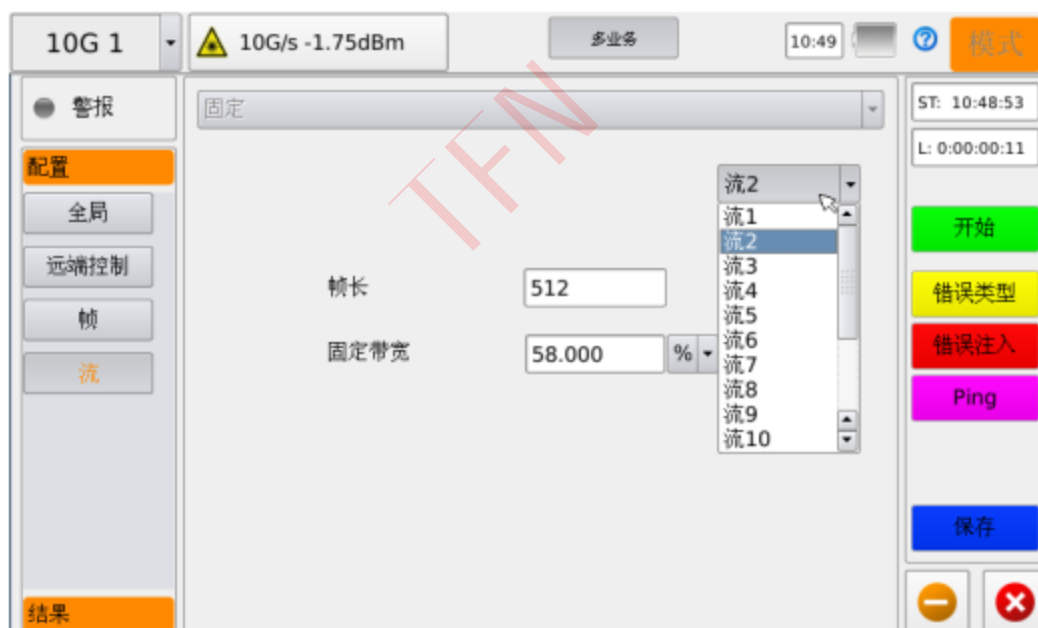 10G 1
10G/s -1.75dBm
多业务
10:49
模式
警报
固定
ST: 10:48:53
L: 0:00:00:11
配置
全局
远端控制
帧
流
TFN
流2
流1
流2
流3
流4
流5
流6
流7
流8
流9
流10
帧长
512
固定带宽
58.000
%
开始
错误类型
错误注入
Ping
保存
结果